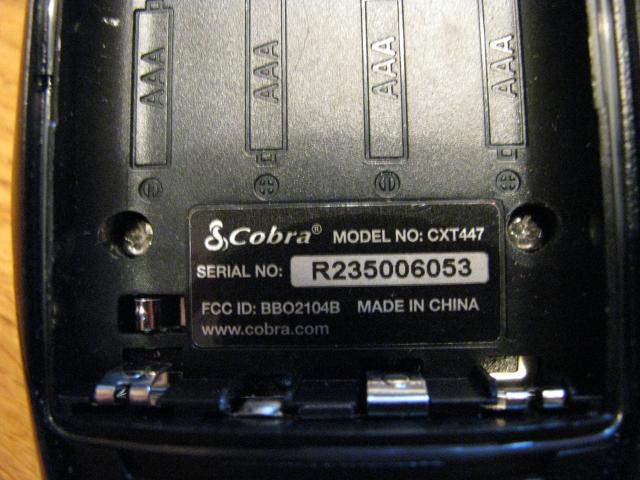 AAA AAA AAA AAA
Cobra® MODEL NO: CXT447
SERIAL NO: R235006053
FCC ID: BBO2104B MADE IN CHINA
www.cobra.com